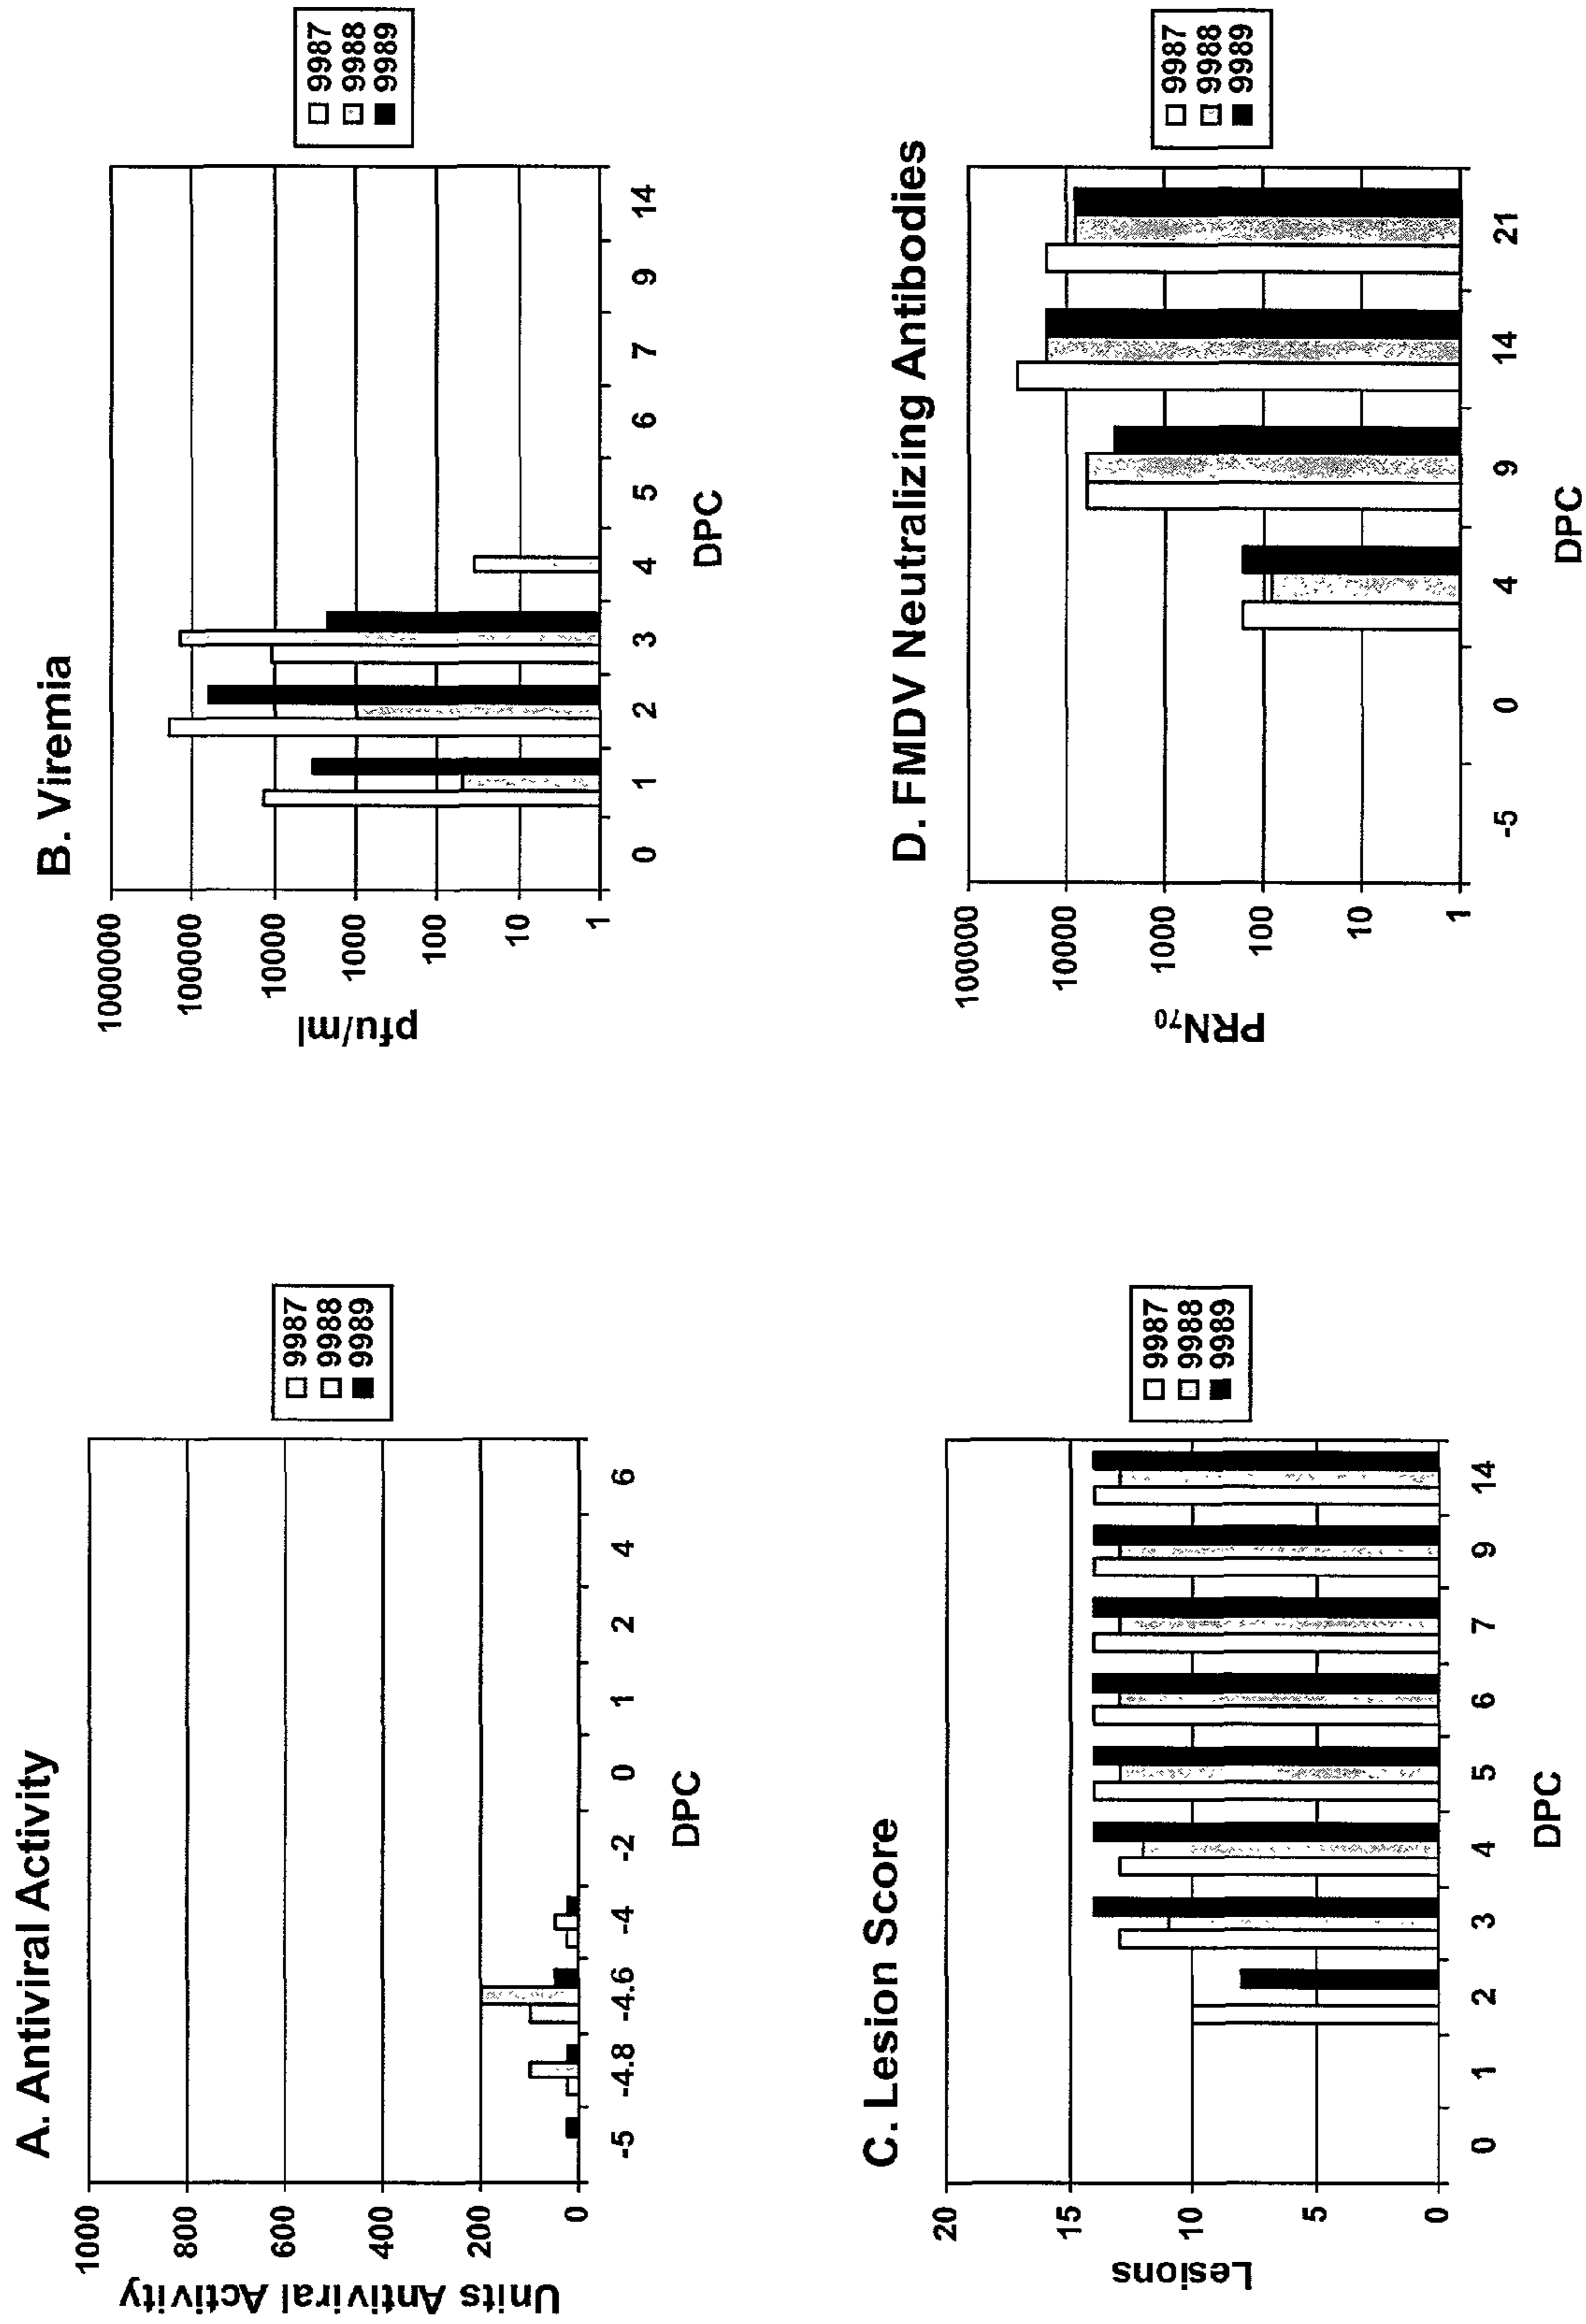 A. Antiviral Activity
Units Antiviral Activity
1000
800
600
400
200
0
-5 -4.8 -4.6 -4 -2 0 1 2 4 6
DPC
9987
9988
9989
B. Viremia
pfu/ml
1000000
100000
10000
1000
100
10
1
0 1 2 3 4 5 6 7 9 14
DPC
9987
9988
9989
C. Lesion Score
Lesions
20
15
10
5
0
0 1 2 3 4 5 6 7 9 14
DPC
9987
9988
9989
D. FMDV Neutralizing Antibodies
PRN70
100000
10000
1000
100
10
1
-5 0 4 9 14 21
DPC
9987
9988
9989